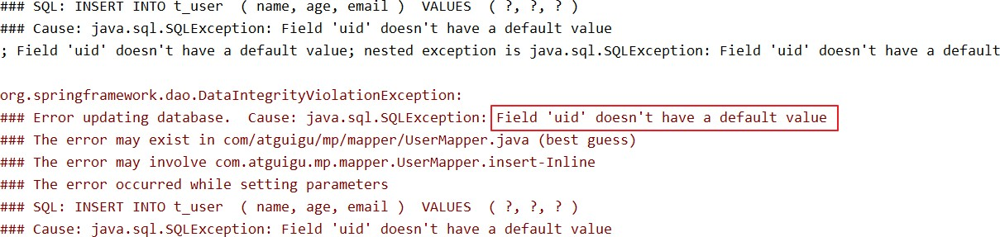 ### SQL: INSERT INTO t_user  ( name, age, email )  VALUES  ( ?, ?, ? )
### Cause: java.sql.SQLException: Field 'uid' doesn't have a default value
; Field 'uid' doesn't have a default value; nested exception is java.sql.SQLException: Field 'uid' doesn't have a default
org.springframework.dao.DataIntegrityViolationException:
### Error updating database.  Cause: java.sql.SQLException: Field 'uid' doesn't have a default value
### The error may exist in com/atguigu/mp/mapper/UserMapper.java (best guess)
### The error may involve com.atguigu.mp.mapper.UserMapper.insert-Inline
### The error occurred while setting parameters
### SQL: INSERT INTO t_user  ( name, age, email )  VALUES  ( ?, ?, ? )
### Cause: java.sql.SQLException: Field 'uid' doesn't have a default value